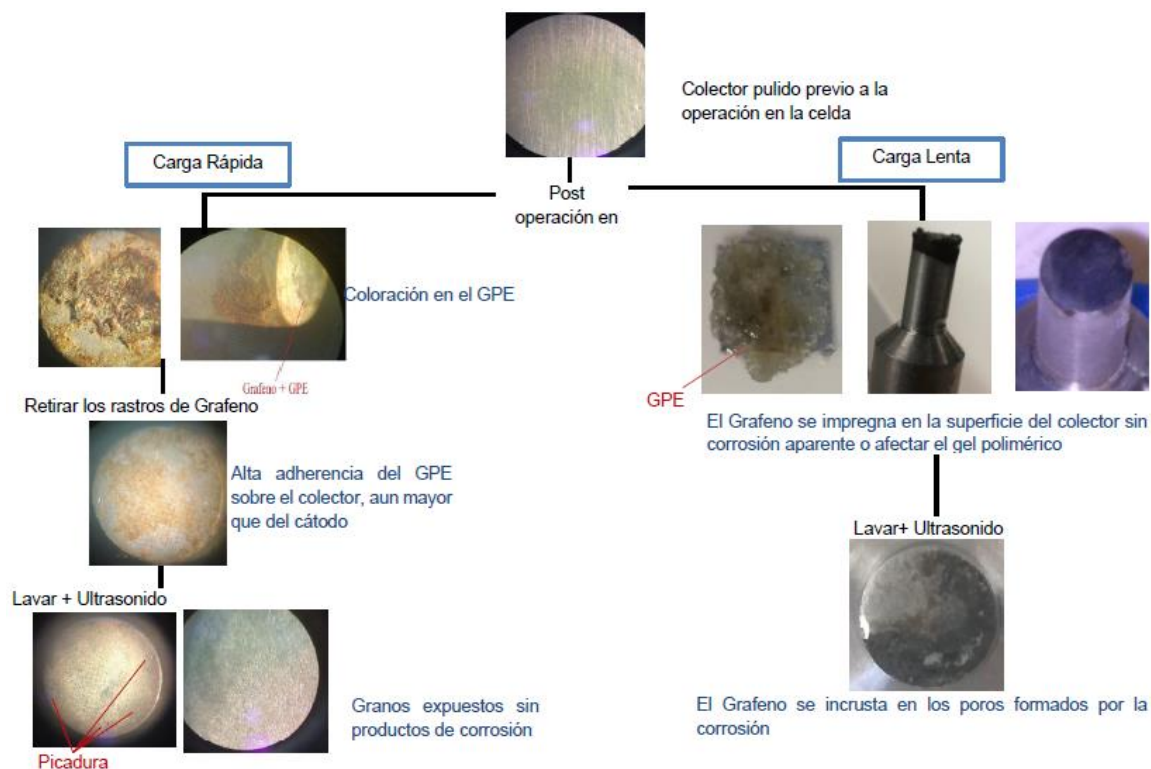 Colector pulido previo a la
operación en la celda
Carga Rápida
Carga Lenta
Post
operación en
Coloración en el GPE
Grafeno + GPE
GPE
Retirar los rastros de Grafeno
El Grafeno se impregna en la superficie del colector sin
corrosión aparente o afectar el gel polimérico
Alta adherencia del GPE
sobre el colector, aun mayor
que del cátodo
Lavar+ Ultrasonido
Lavar + Ultrasonido
Granos expuestos sin
productos de corrosión
Picadura
El Grafeno se incrusta en los poros formados por la
corrosión